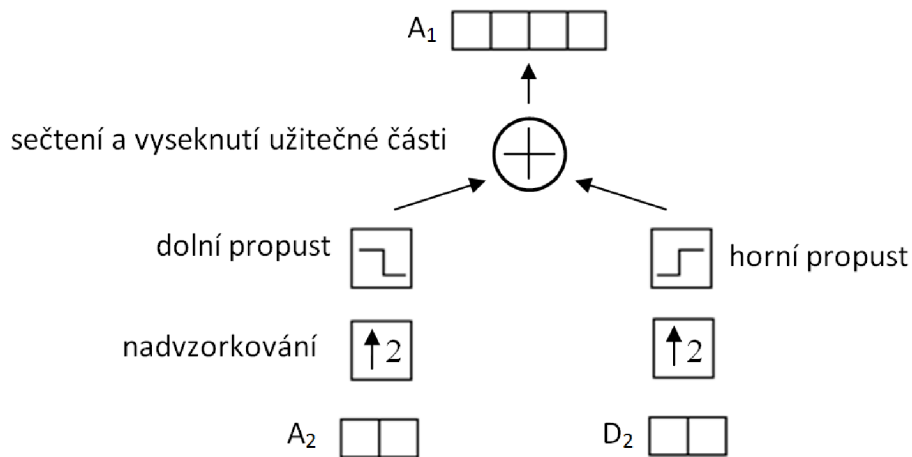 A₁
sečtení a vyseknutí užitečné části
dolní propust
horní propust
nadvzorkování
2
2
A₂
D₂